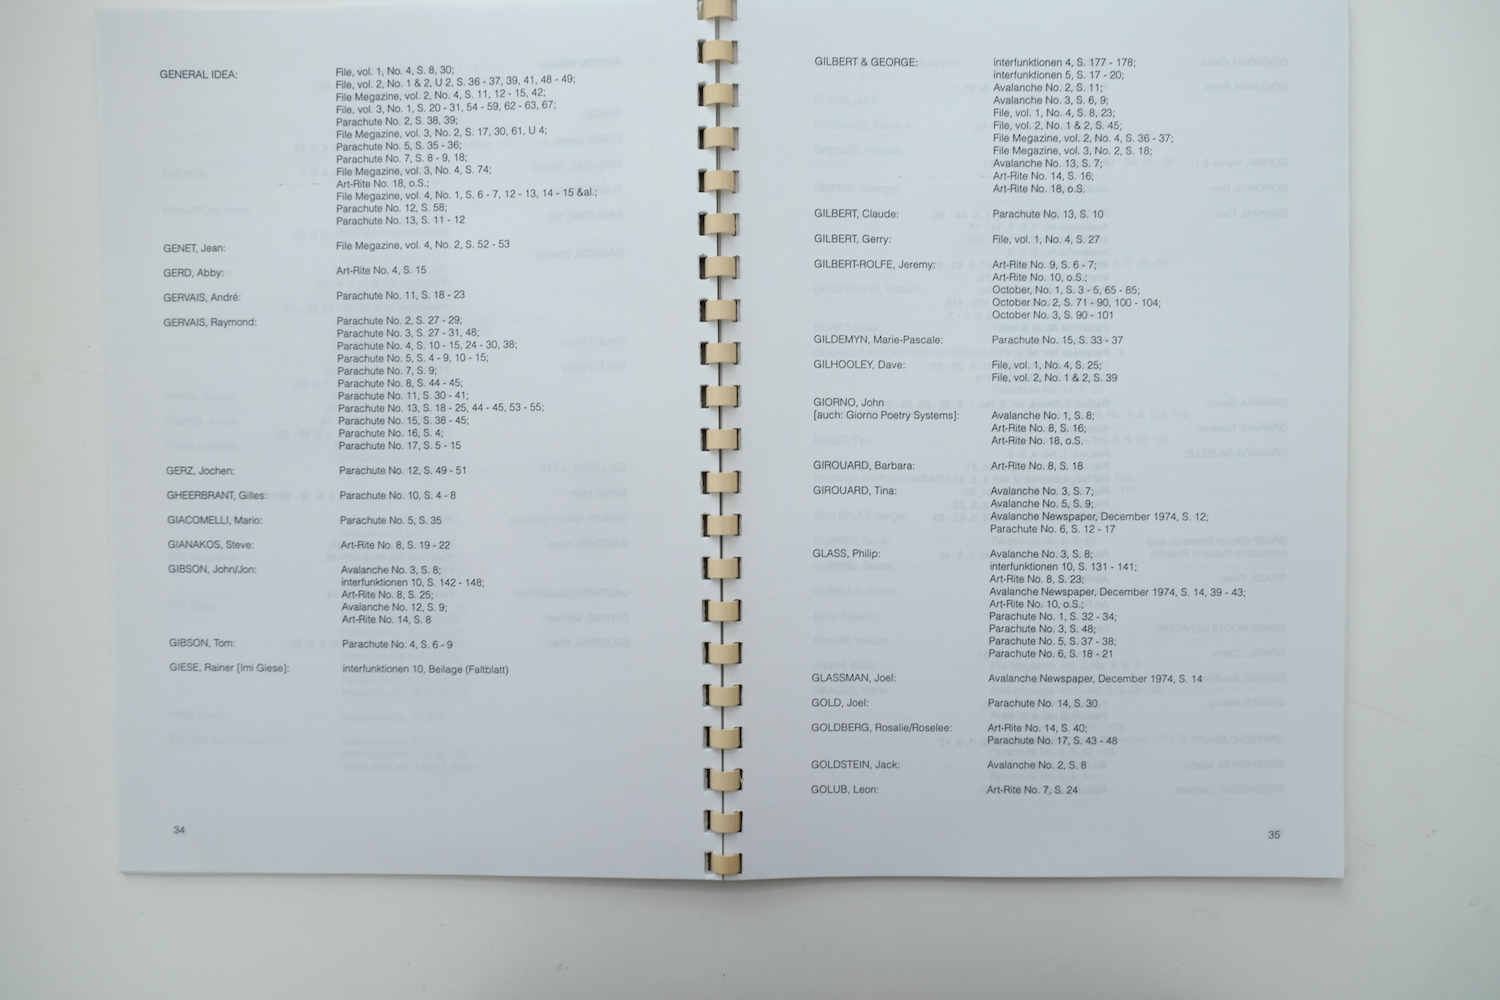 GENERAL IDEA: File, vol. 1, No. 4, S. 8, 30;
File, vol. 2, No. 1 & 2, U 2, S. 36 - 37, 39, 41, 48 - 49;
File Megazine, vol. 2, No. 4, S. 11, 12 - 15, 42;
File, vol. 3, No. 1, S. 20 - 31, 54 - 59, 62 - 63, 67;
Parachute No. 2, S. 38, 39;
File Megazine, vol. 3, No. 2, S. 17, 30, 61, U 4;
Parachute No. 5, S. 35 - 36;
Parachute No. 7, S. 8 - 9, 18;
File Megazine, vol. 3, No. 4, S. 74;
Art-Rite No. 18, o.S.;
File Megazine, vol. 4, No. 1, S. 6 - 7, 12 - 13, 14 - 15 &al.;
Parachute No. 12, S. 58;
Parachute No. 13, S. 11 - 12
GENET, Jean: File Megazine, vol. 4, No. 2, S. 52 - 53
GERD, Abby: Art-Rite No. 4, S. 15
GERVAIS, André: Parachute No. 11, S. 18 - 23
GERVAIS, Raymond: Parachute No. 2, S. 27 - 29;
Parachute No. 3, S. 27 - 31, 48;
Parachute No. 4, S. 10 - 15, 24 - 30, 38;
Parachute No. 5, S. 4 - 9, 10 - 15;
Parachute No. 7, S. 9;
Parachute No. 8, S. 44 - 45;
Parachute No. 11, S. 30 - 41;
Parachute No. 13, S. 18 - 25, 44 - 45, 53 - 55;
Parachute No. 15, S. 38 - 45;
Parachute No. 16, S. 4;
Parachute No. 17, S. 5 - 15
GERZ, Jochen: Parachute No. 12, S. 49 - 51
GHEERBRANT, Gilles: Parachute No. 10, S. 4 - 8
GIACOMELLI, Mario: Parachute No. 5, S. 35
GIANAKOS, Steve: Art-Rite No. 8, S. 19 - 22
GIBSON, John/Jon: Avalanche No. 3, S. 8;
interfunktionen 10, S. 142 - 148;
Art-Rite No. 8, S. 25;
Avalanche No. 12, S. 9;
Art-Rite No. 14, S. 8
GIBSON, Tom: Parachute No. 4, S. 6 - 9
GIESE, Rainer [Imi Giese]: interfunktionen 10, Beilage (Faltblatt)
34
GILBERT & GEORGE: interfunktionen 4, S. 177 - 178;
interfunktionen 5, S. 17 - 20;
Avalanche No. 2, S. 11;
Avalanche No. 3, S. 6, 9;
File, vol. 1, No. 4, S. 8, 23;
File, vol. 2, No. 1 & 2, S. 45;
File Megazine, vol. 2, No. 4, S. 36 - 37;
File Megazine, vol. 3, No. 2, S. 18;
Avalanche No. 13, S. 7;
Art-Rite No. 14, S. 16;
Art-Rite No. 18, o.S.
GILBERT, Claude: Parachute No. 13, S. 10
GILBERT, Gerry: File, vol. 1, No. 4, S. 27
GILBERT-ROLFE, Jeremy: Art-Rite No. 9, S. 6 - 7;
Art-Rite No. 10, o.S.;
October, No. 1, S. 3 - 5, 65 - 85;
October No. 2, S. 71 - 90, 100 - 104;
October No. 3, S. 90 - 101
GILDEMYN, Marie-Pascale: Parachute No. 15, S. 33 - 37
GILHOOLEY, Dave: File, vol. 1, No. 4, S. 25;
File, vol. 2, No. 1 & 2, S. 39
GIORNO, John
[auch: Giorno Poetry Systems]: Avalanche No. 1, S. 8;
Art-Rite No. 8, S. 16;
Art-Rite No. 18, o.S.
GIROUARD, Barbara: Art-Rite No. 8, S. 18
GIROUARD, Tina: Avalanche No. 3, S. 7;
Avalanche No. 5, S. 9;
Avalanche Newspaper, December 1974, S. 12;
Parachute No. 6, S. 12 - 17
GLASS, Philip: Avalanche No. 3, S. 8;
interfunktionen 10, S. 131 - 141;
Art-Rite No. 8, S. 23;
Avalanche Newspaper, December 1974, S. 14, 39 - 43;
Art-Rite No. 10, o.S.;
Parachute No. 1, S. 32 - 34;
Parachute No. 3, S. 48;
Parachute No. 5, S. 37 - 38;
Parachute No. 6, S. 18 - 21
GLASSMAN, Joel: Avalanche Newspaper, December 1974, S. 14
GOLD, Joel: Parachute No. 14, S. 30
GOLDBERG, Rosalie/Roselee: Art-Rite No. 14, S. 40;
Parachute No. 17, S. 43 - 48
GOLDSTEIN, Jack: Avalanche No. 2, S. 8
GOLUB, Leon: Art-Rite No. 7, S. 24
35